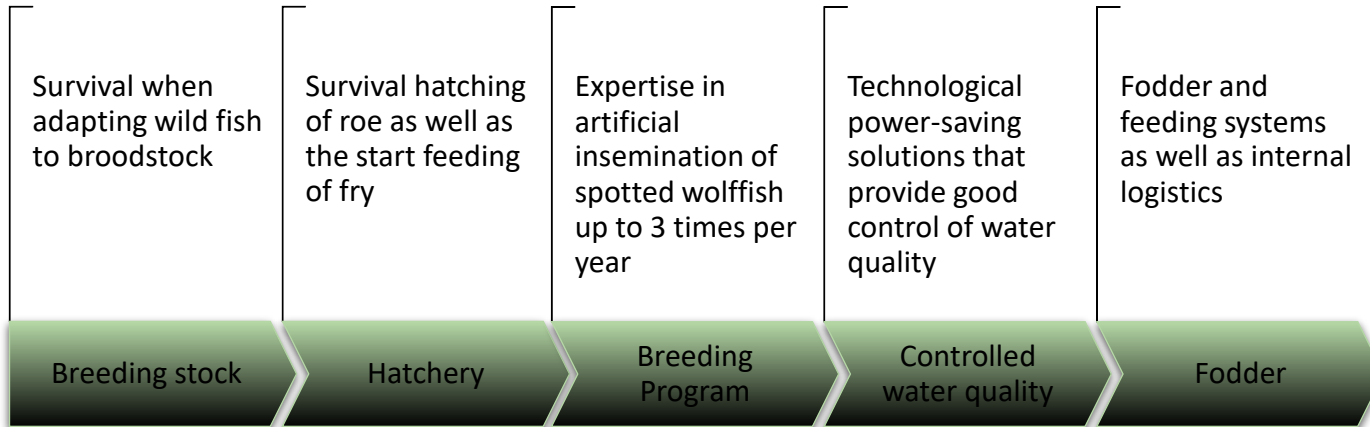 Survival when
adapting wild fish
to broodstock
Survival hatching
of roe as well as
the start feeding
of fry
Expertise in
artificial
insemination of
spotted wolffish
up to 3 times per
year
Technological
power-saving
solutions that
provide good
control of water
quality
Fodder and
feeding systems
as well as internal
logistics
Breeding stock
Hatchery
Breeding
Program
Controlled
water quality
Fodder